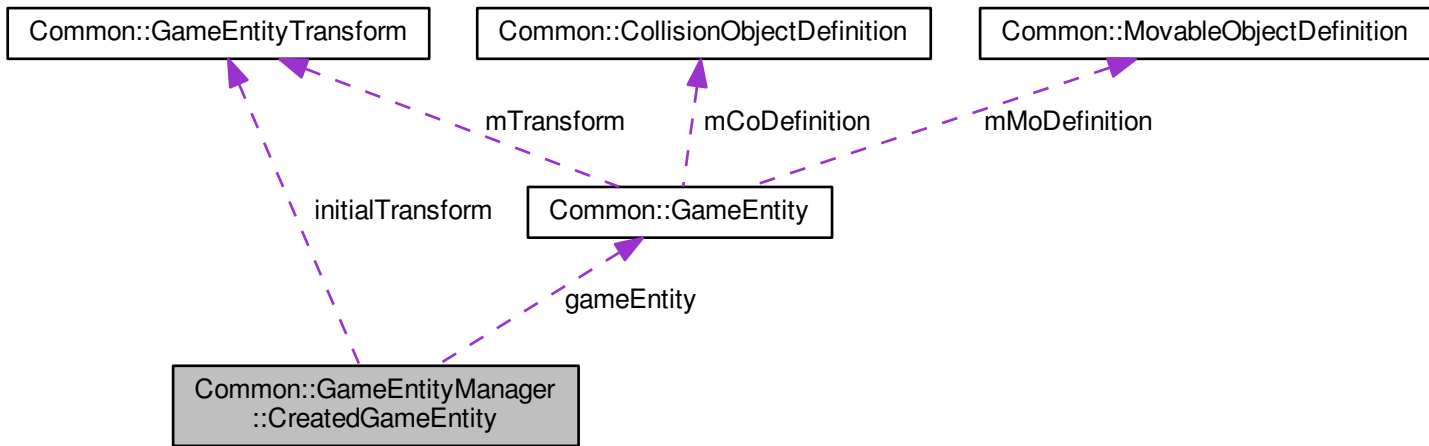 Common::GameEntityTransform
Common::CollisionObjectDefinition
Common::MovableObjectDefinition
mTransform
mCoDefinition
mMoDefinition
initialTransform
Common::GameEntity
gameEntity
Common::GameEntityManager
::CreatedGameEntity